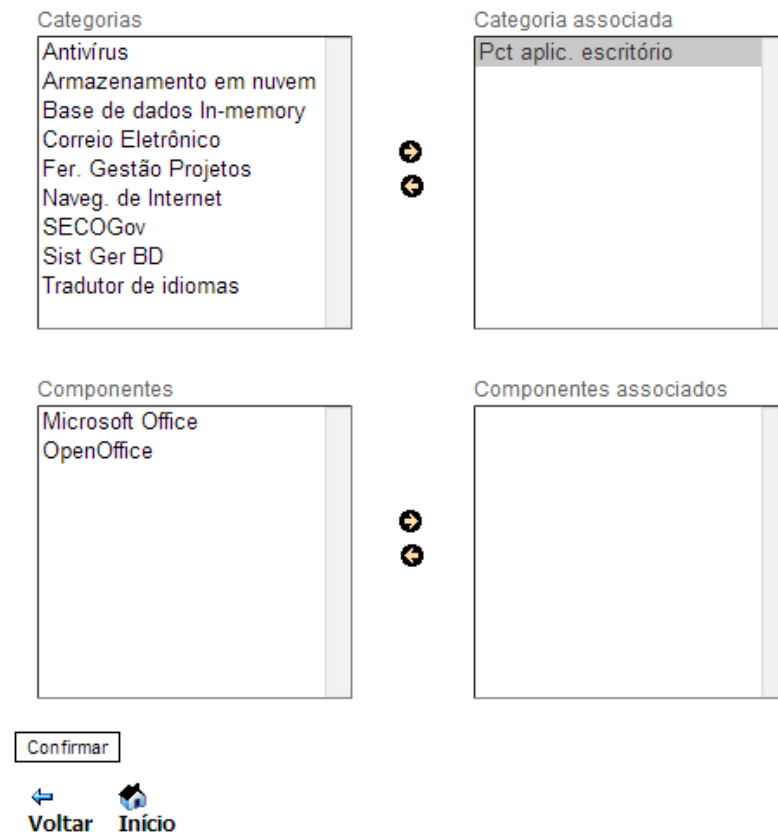 Categorias
Antivírus
Armazenamento em nuvem
Base de dados In-memory
Correio Eletrônico
Fer. Gestão Projetos
Naveg. de Internet
SECOGov
Sist Ger BD
Tradutor de idiomas
Categoria associada
Pct aplic. escritório
Componentes
Microsoft Office
OpenOffice
Componentes associados
Confirmar
Voltar Início